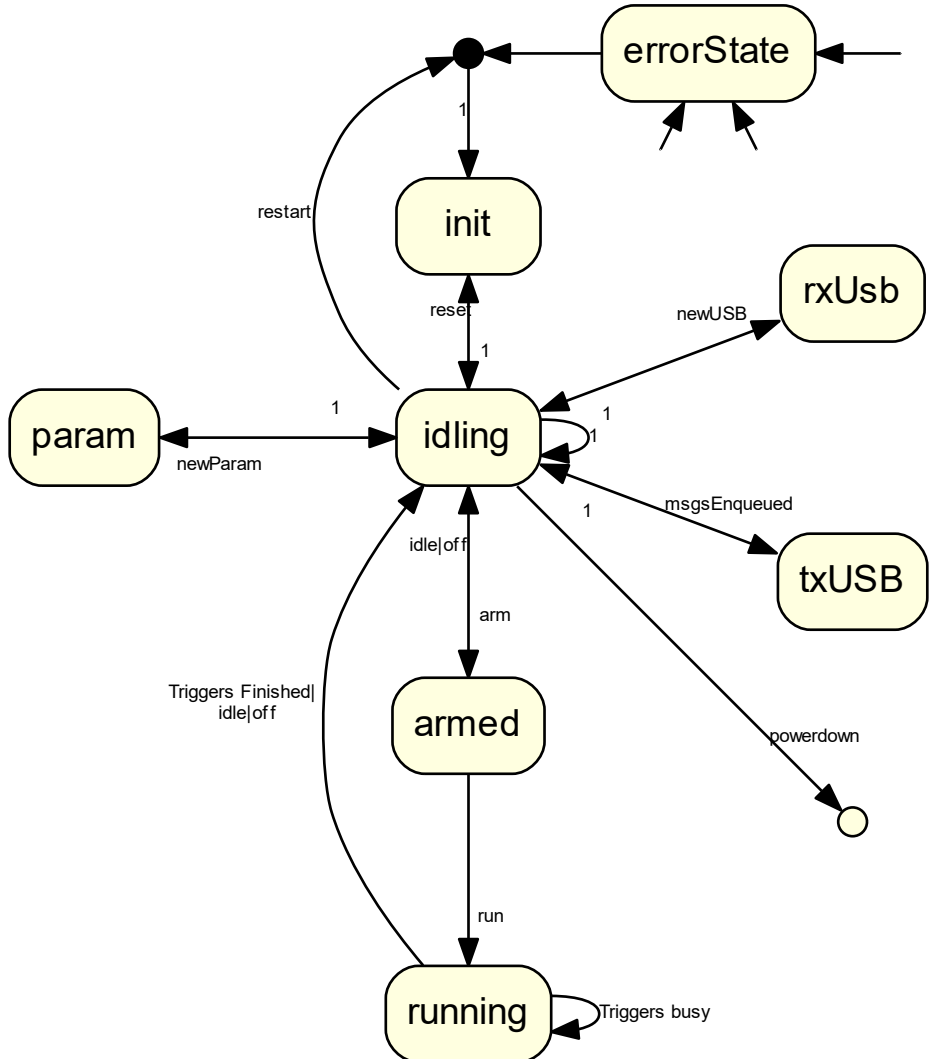 errorState
1
init
restart
reset
1
rxUsb
newUSB
1
1
param
1
newParam
idling
msgsEnqueued
1
txUSB
idle|off
arm
Triggers Finished|
idle|off
armed
powerdown
run
running
Triggers busy